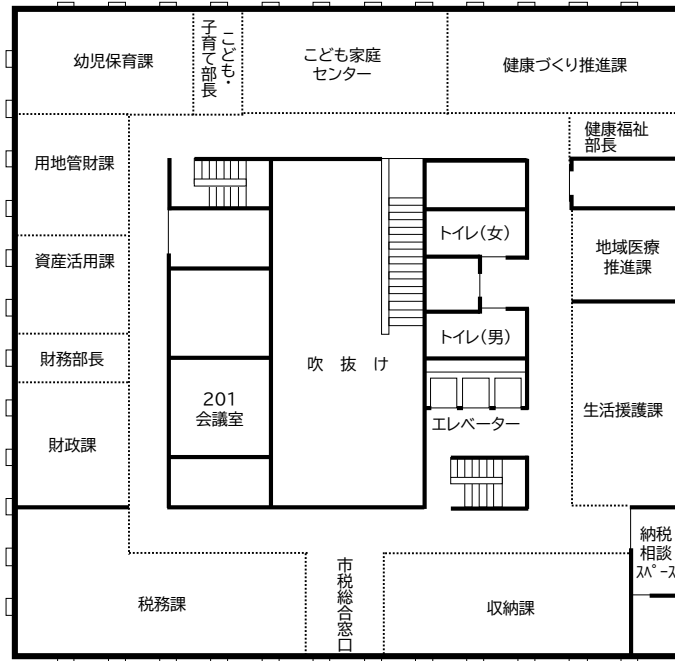 幼児保育課
こども・
子育て部長
こども家庭
センター
健康づくり推進課
健康福祉
部長
用地管財課
トイレ(女)
地域医療
推進課
資産活用課
トイレ(男)
財務部長
吹 抜 け
201
会議室
生活援護課
エレベーター
財政課
納税
相談
スペース
市税総合窓口
税務課
収納課